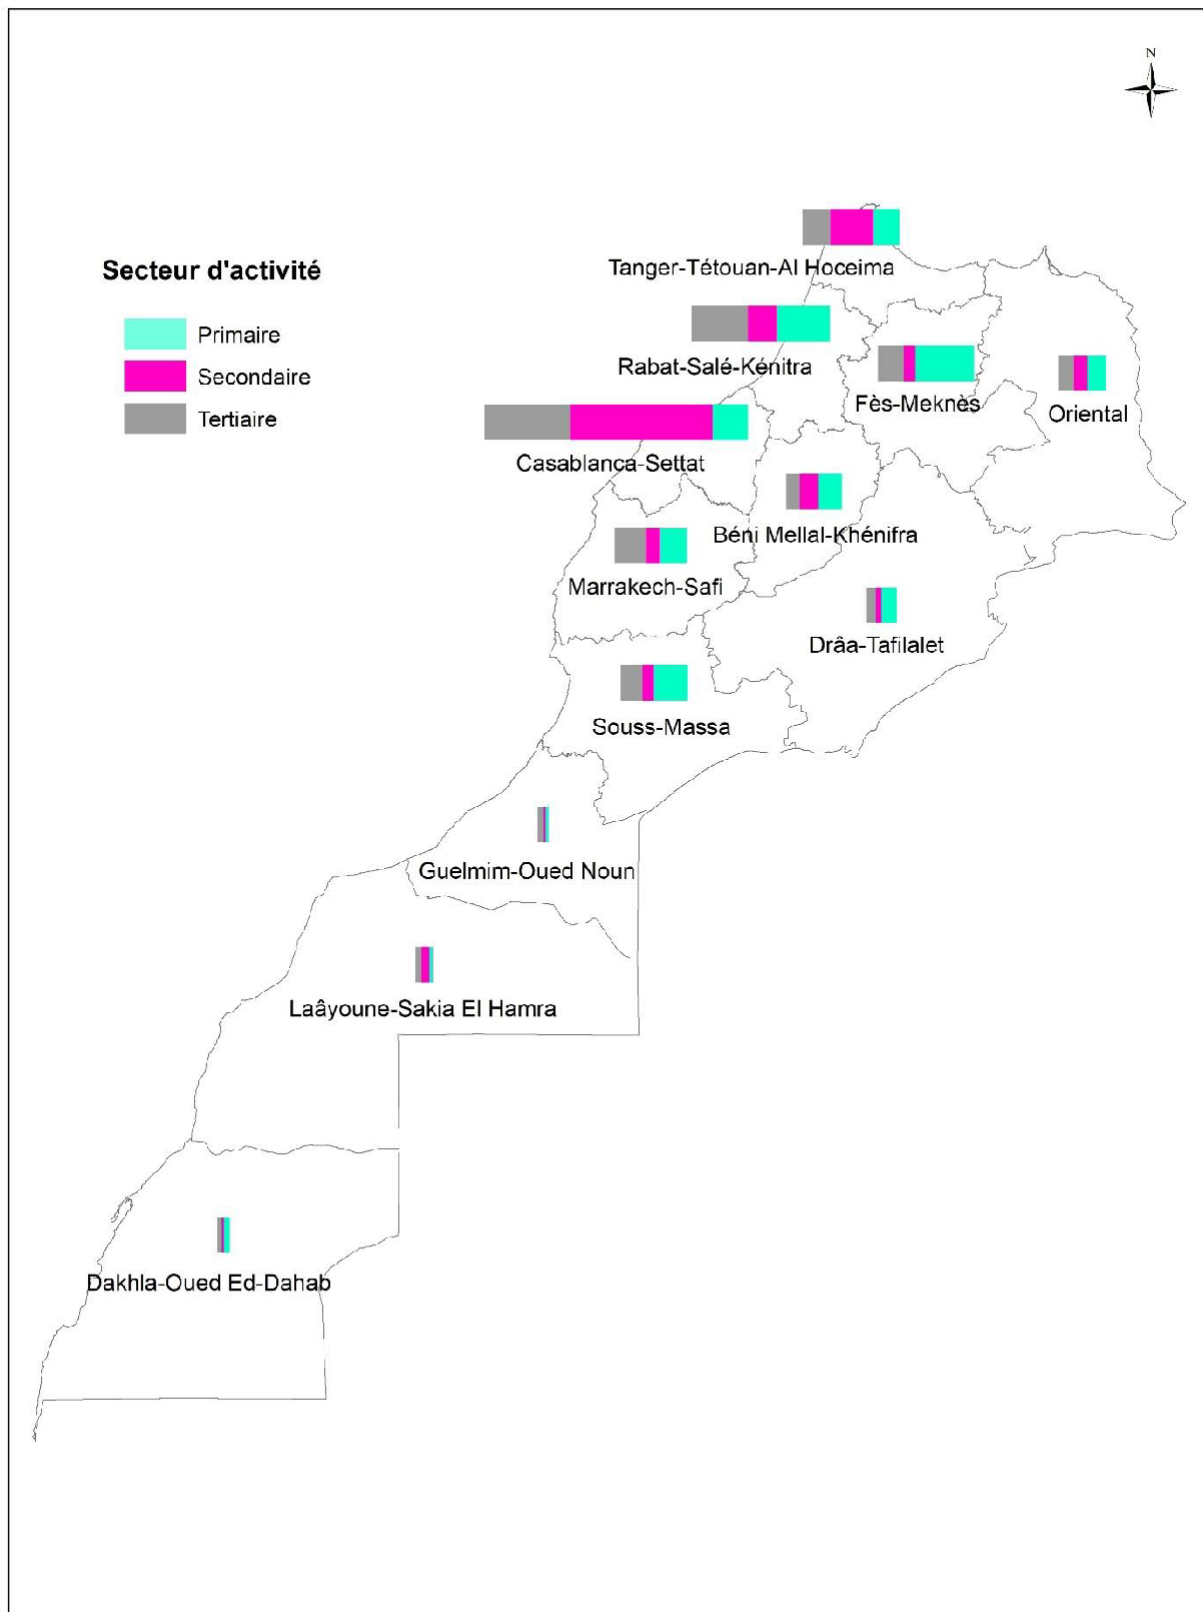 N
Secteur d'activité
Primaire
Secondaire
Tertiaire
Tanger-Tétouan-Al Hoceima
Rabat-Salé-Kénitra
Fès-Meknès
Oriental
Casablanca-Settat
Béni Mellal-Khénifra
Marrakech-Safi
Drâa-Tafilalet
Souss-Massa
Guelmim-Oued Noun
Laâyoune-Sakia El Hamra
Dakhla-Oued Ed-Dahab